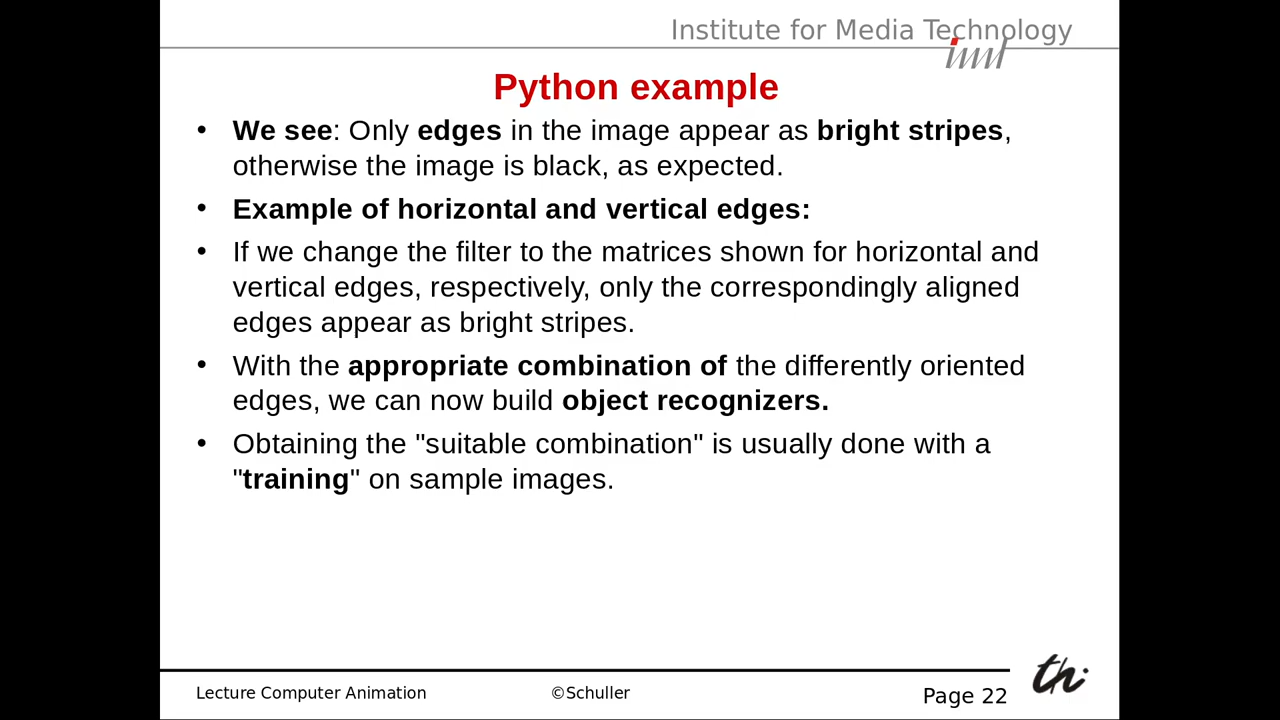 Institute for Media Technology
imt
Python example
• We see: Only edges in the image appear as bright stripes,
otherwise the image is black, as expected.
• Example of horizontal and vertical edges:
• If we change the filter to the matrices shown for horizontal and
vertical edges, respectively, only the correspondingly aligned
edges appear as bright stripes.
• With the appropriate combination of the differently oriented
edges, we can now build object recognizers.
• Obtaining the "suitable combination" is usually done with a
"training" on sample images.
Lecture Computer Animation
©Schuller
Page 22
th